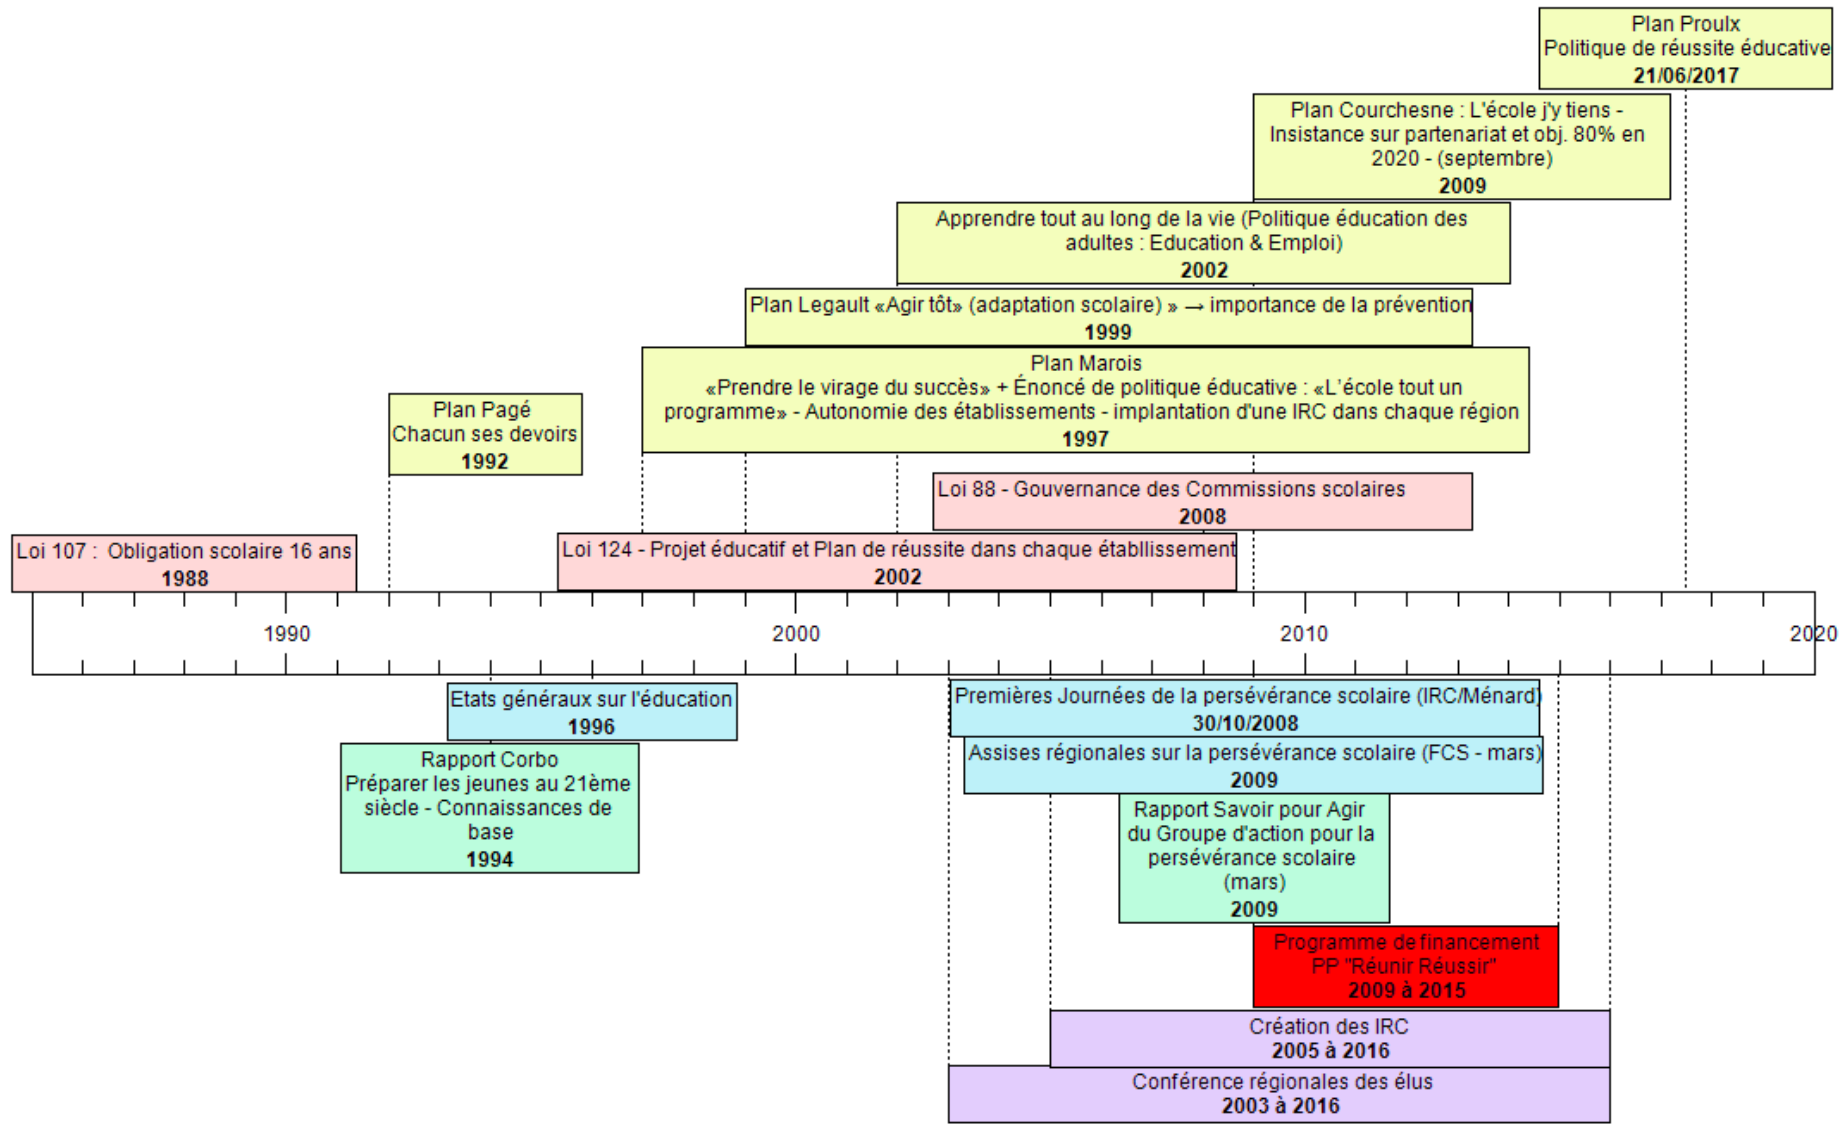 Plan Proulx
Politique de réussite éducative
21/06/2017
Plan Courchesne : L'école j'y tiens -
Insistance sur partenariat et obj. 80% en
2020 - (septembre)
2009
Apprendre tout au long de la vie (Politique éducation des
adultes : Education & Emploi)
2002
Plan Legault «Agir tôt» (adaptation scolaire) » → importance de la prévention
1999
Plan Marois
«Prendre le virage du succès» + Énoncé de politique éducative : «L'école tout un
programme» - Autonomie des établissements - implantation d'une IRC dans chaque région
1997
Plan Pagé
Chacun ses devoirs
1992
Loi 88 - Gouvernance des Commissions scolaires
2008
Loi 107 : Obligation scolaire 16 ans
1988
Loi 124 - Projet éducatif et Plan de réussite dans chaque établlissement
2002
1990 2000 2010 2020
Etats généraux sur l'éducation
1996
Premières Journées de la persévérance scolaire (IRC/Ménard)
30/10/2008
Rapport Corbo
Préparer les jeunes au 21ème
siècle - Connaissances de
base
1994
Assises régionales sur la persévérance scolaire (FCS - mars)
2009
Rapport Savoir pour Agir
du Groupe d'action pour la
persévérance scolaire
(mars)
2009
Programme de financement
PP "Réunir Réussir"
2009 à 2015
Création des IRC
2005 à 2016
Conférence régionales des élus
2003 à 2016